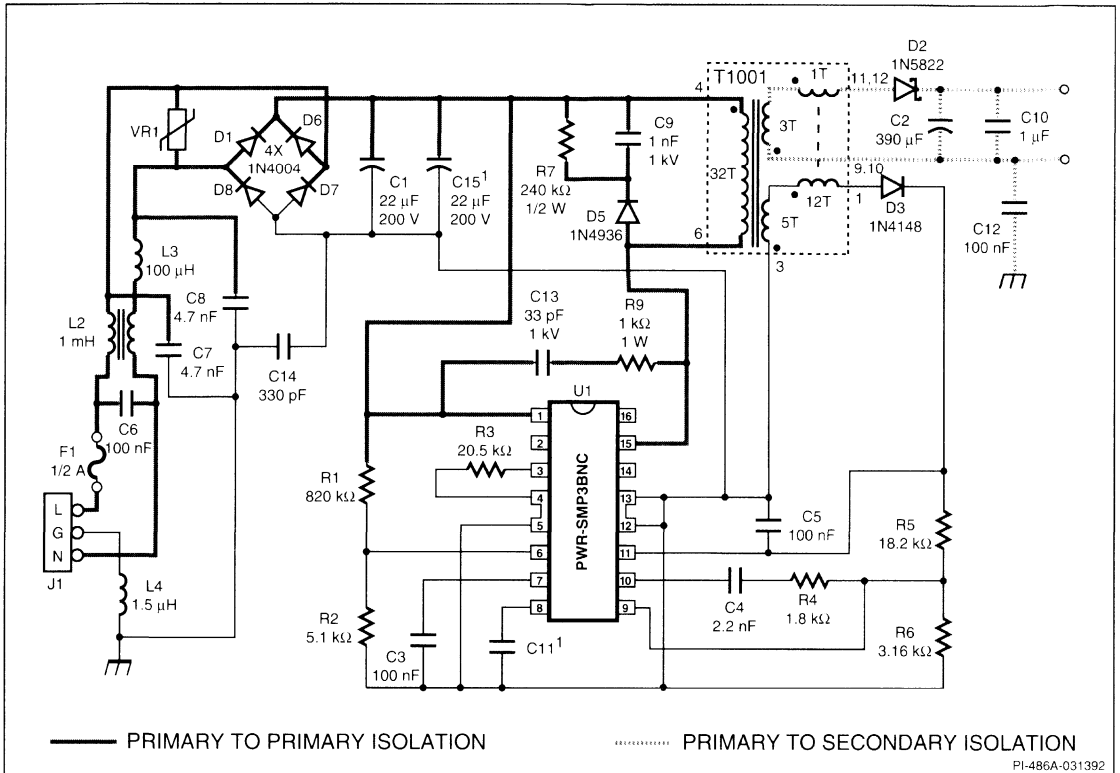 D2
1N5822
T1001
1T
11,12
4
VR1
D1
D6
4X
1N4004
D8
D7
C1
22 µF
200 V
C15¹
22 µF
200 V
R7
240 kΩ
1/2 W
C9
1 nF
1 kV
D5
1N4936
32T
3T
C2
390 µF
C10
1 µF
9,10
6
5T
12T
1
D3
1N4148
3
C12
100 nF
L3
100 µH
C8
4.7 nF
L2
1 mH
C7
4.7 nF
C14
330 pF
C13
33 pF
1 kV
R9
1 kΩ
1 W
C6
100 nF
F1
1/2 A
L
G
N
J1
L4
1.5 µH
U1
PWR-SMP3BNC
1
2
3
4
5
6
7
8
16
15
14
13
12
11
10
9
R3
20.5 kΩ
R1
820 kΩ
R2
5.1 kΩ
C3
100 nF
C11¹
C5
100 nF
R5
18.2 kΩ
C4
2.2 nF
R4
1.8 kΩ
R6
3.16 kΩ
PRIMARY TO PRIMARY ISOLATION
PRIMARY TO SECONDARY ISOLATION
PI-486A-031392